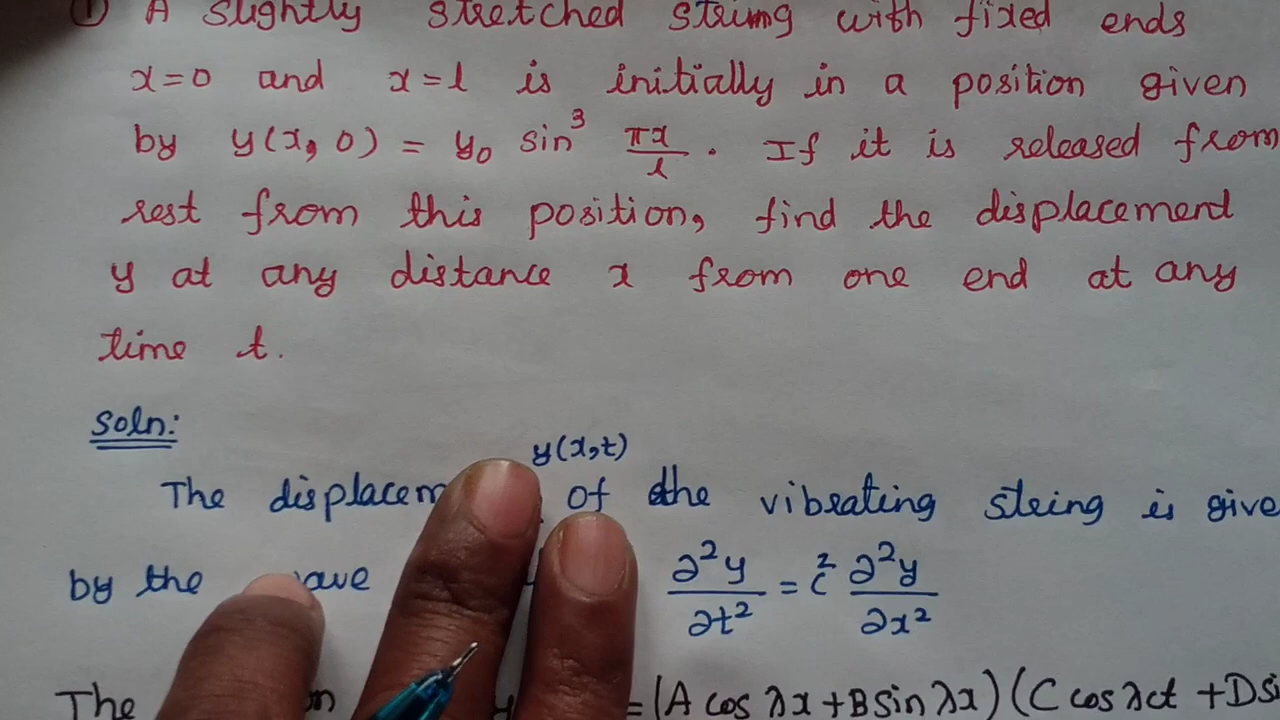 ① A slightly stretched string with fixed ends
x=0 and x=l is initially in a position given
by y(x, 0) = y₀ sin³ πx/l. If it is released from
rest from this position, find the displacement
y at any distance x from one end at any
time t.
Soln:
y(x,t)
The displacem of the vibrating string is give
by the ave ∂²y/∂t² = c² ∂²y/∂x²
The =(A cos λx+B sin λx) (C cos λct +D si